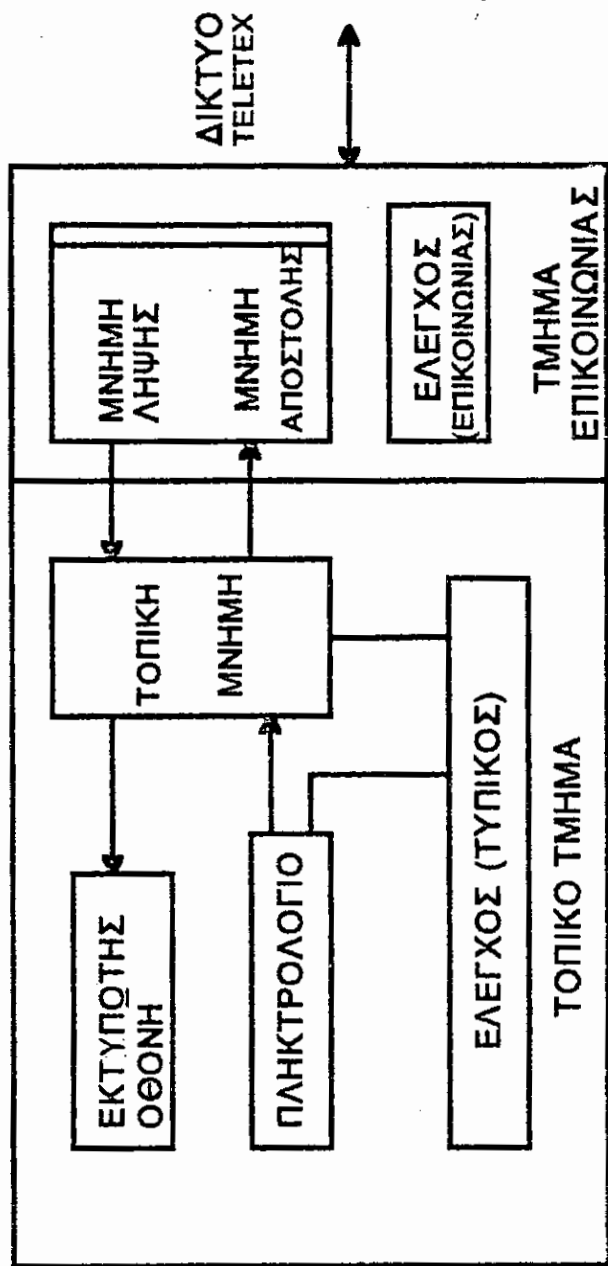 ΕΚΤΥΠΩΤΗΣ
ΟΘΟΝΗ
ΤΟΠΙΚΗ
ΜΝΗΜΗ
ΜΝΗΜΗ
ΛΗΨΗΣ
ΜΝΗΜΗ
ΑΠΟΣΤΟΛΗΣ
ΔΙΚΤΥΟ
TELETEX
ΠΛΗΚΤΡΟΛΟΓΙΟ
ΕΛΕΓΧΟΣ (ΤΥΠΙΚΟΣ)
ΕΛΕΓΧΟΣ
(ΕΠΙΚΟΙΝΩΝΙΑΣ)
ΤΟΠΙΚΟ ΤΜΗΜΑ
ΤΜΗΜΑ
ΕΠΙΚΟΙΝΩΝΙΑΣ